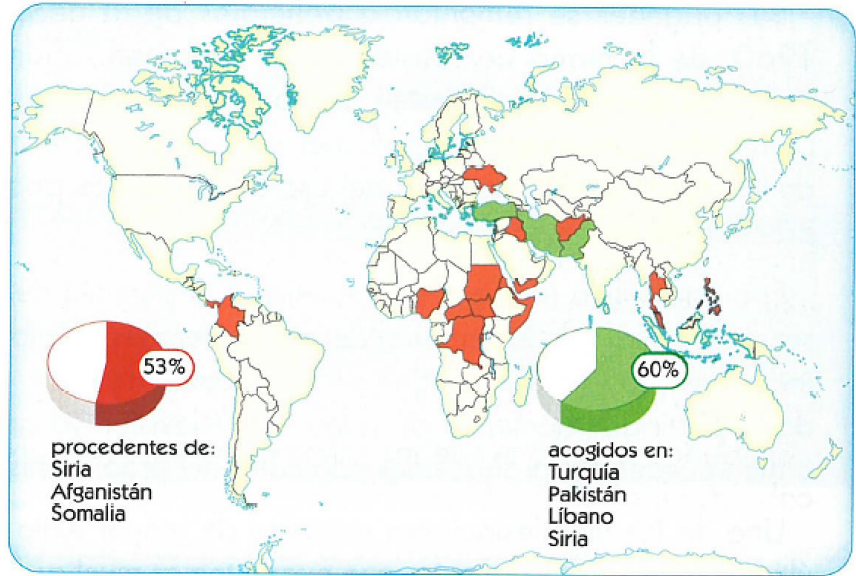 53%
procedentes de:
Siria
Afganistán
Somalia
60%
acogidos en:
Turquía
Pakistán
Líbano
Siria